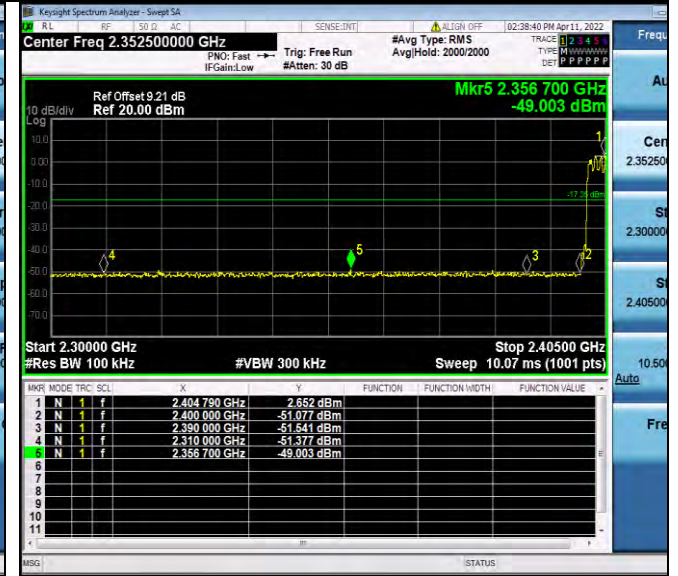 Keysight Spectrum Analyzer - Swept SA
RL RF 50 Ω AC SENSE:INT ALIGN OFF 02:38:40 PM Apr 11, 2022
Center Freq 2.352500000 GHz #Avg Type: RMS TRACE 1 2 3 4 5 6
PNO: Fast Trig: Free Run Avg|Hold: 2000/2000 TYPE M WWWWW
IFGain:Low #Atten: 30 dB DET P P P P P P
Frequ
Mkr5 2.356 700 GHz
-49.003 dBm
Ref Offset 9.21 dB
10 dB/div Ref 20.00 dBm
Log
10.0
0.00
-10.0
-20.0
-30.0
-40.0
-50.0
-60.0
-70.0
1
2
3
4
5
Start 2.30000 GHz Stop 2.40500 GHz
#Res BW 100 kHz #VBW 300 kHz Sweep 10.07 ms (1001 pts)
MKR MODE TRC SCL X Y FUNCTION FUNCTION WIDTH FUNCTION VALUE
1 N 1 f 2.404 790 GHz 2.652 dBm
2 N 1 f 2.400 000 GHz -51.077 dBm
3 N 1 f 2.390 000 GHz -51.541 dBm
4 N 1 f 2.310 000 GHz -51.377 dBm
5 N 1 f 2.356 700 GHz -49.003 dBm
6
7
8
9
10
11
MSG STATUS
Au
Cen
2.35250
St
2.300000
St
2.405000
10.500
Auto
Fre